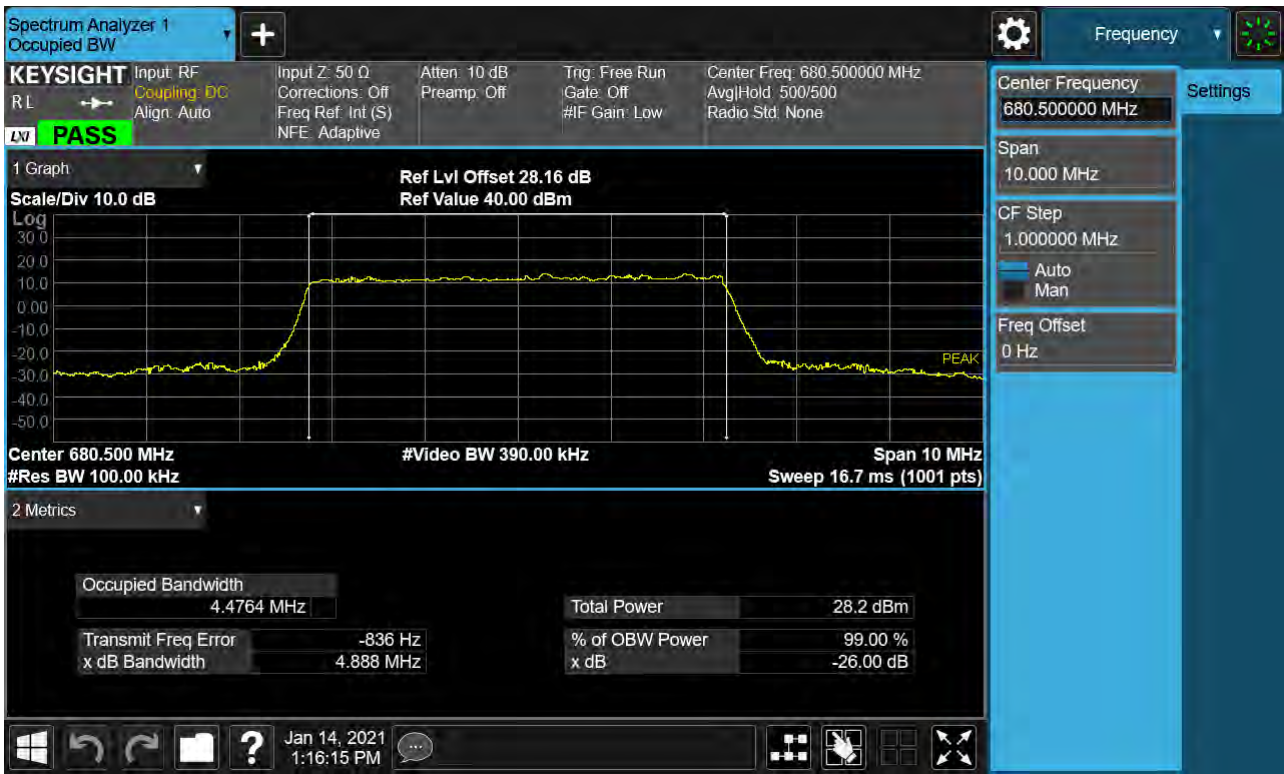 Spectrum Analyzer 1
Occupied BW
Frequency
KEYSIGHT
R L
LXI
PASS
Input: RF
Coupling: DC
Align: Auto
Input Z: 50 Ω
Corrections: Off
Freq Ref: Int (S)
NFE: Adaptive
Atten: 10 dB
Preamp: Off
Trig: Free Run
Gate: Off
#IF Gain: Low
Center Freq: 680.500000 MHz
Avg|Hold: 500/500
Radio Std: None
Center Frequency
680.500000 MHz
Settings
Span
10.000 MHz
CF Step
1.000000 MHz
Auto
Man
Freq Offset
0 Hz
1 Graph
Ref Lvl Offset 28.16 dB
Scale/Div 10.0 dB
Ref Value 40.00 dBm
Log
30.0
20.0
10.0
0.00
-10.0
-20.0
-30.0
-40.0
-50.0
PEAK
Center 680.500 MHz
#Video BW 390.00 kHz
Span 10 MHz
#Res BW 100.00 kHz
Sweep 16.7 ms (1001 pts)
2 Metrics
Occupied Bandwidth
4.4764 MHz
Total Power 28.2 dBm
Transmit Freq Error -836 Hz
% of OBW Power 99.00 %
x dB Bandwidth 4.888 MHz
x dB -26.00 dB
?
Jan 14, 2021
1:16:15 PM